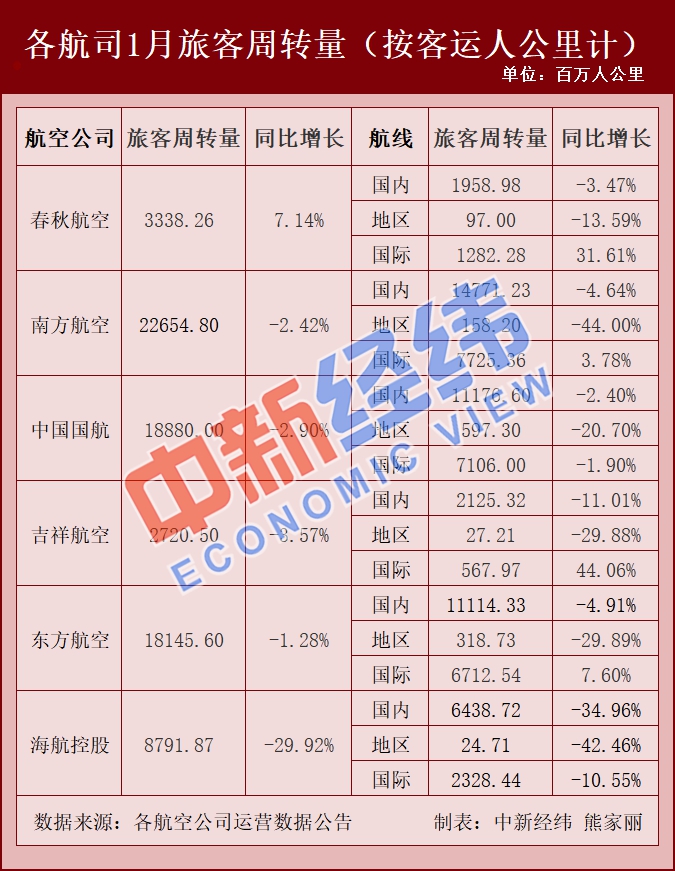 各航司1月旅客周转量（按客运人公里计）
单位：百万人公里
航空公司 旅客周转量 同比增长 航线 旅客周转量 同比增长
国内 1958.98 -3.47%
春秋航空 3338.26 7.14% 地区 97.00 -13.59%
国际 1282.28 31.61%
国内 14771.23 -4.64%
南方航空 22654.80 -2.42% 地区 158.20 -44.00%
国际 7725.36 3.78%
国内 11176.60 -2.40%
中国国航 18880.00 -2.90% 地区 597.30 -20.70%
国际 7106.00 -1.90%
国内 2125.32 -11.01%
吉祥航空 2720.50 -3.57% 地区 27.21 -29.88%
国际 567.97 44.06%
国内 11114.33 -4.91%
东方航空 18145.60 -1.28% 地区 318.73 -29.89%
国际 6712.54 7.60%
国内 6438.72 -34.96%
海航控股 8791.87 -29.92% 地区 24.71 -42.46%
国际 2328.44 -10.55%
数据来源：各航空公司运营数据公告 制表：中新经纬 熊家丽
中新经纬
ECONOMIC VIEW